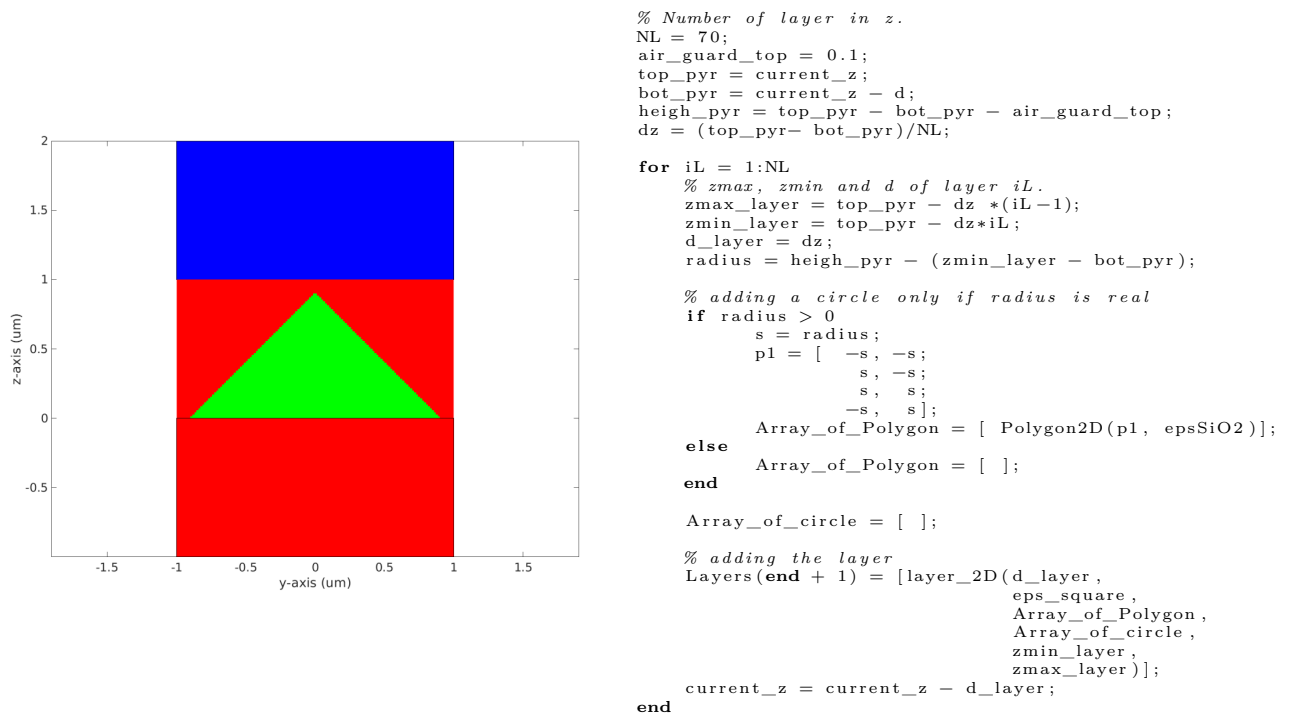 2
1.5
1
0.5
0
-0.5
-1.5
-1
-0.5
0
0.5
1
1.5
y-axis (um)
z-axis (um)
% Number of layer in z.
NL = 70;
air_guard_top = 0.1;
top_pyr = current_z;
bot_pyr = current_z − d;
heigh_pyr = top_pyr − bot_pyr − air_guard_top;
dz = (top_pyr− bot_pyr)/NL;
for iL = 1:NL
% zmax, zmin and d of layer iL.
zmax_layer = top_pyr − dz *(iL−1);
zmin_layer = top_pyr − dz*iL;
d_layer = dz;
radius = heigh_pyr − (zmin_layer − bot_pyr);
% adding a circle only if radius is real
if radius > 0
s = radius;
p1 = [ −s, −s;
s, −s;
s, s;
−s, s];
Array_of_Polygon = [ Polygon2D(p1, epsSiO2)];
else
Array_of_Polygon = [ ];
end
Array_of_circle = [ ];
% adding the layer
Layers(end + 1) = [layer_2D(d_layer,
eps_square,
Array_of_Polygon,
Array_of_circle,
zmin_layer,
zmax_layer)];
current_z = current_z − d_layer;
end